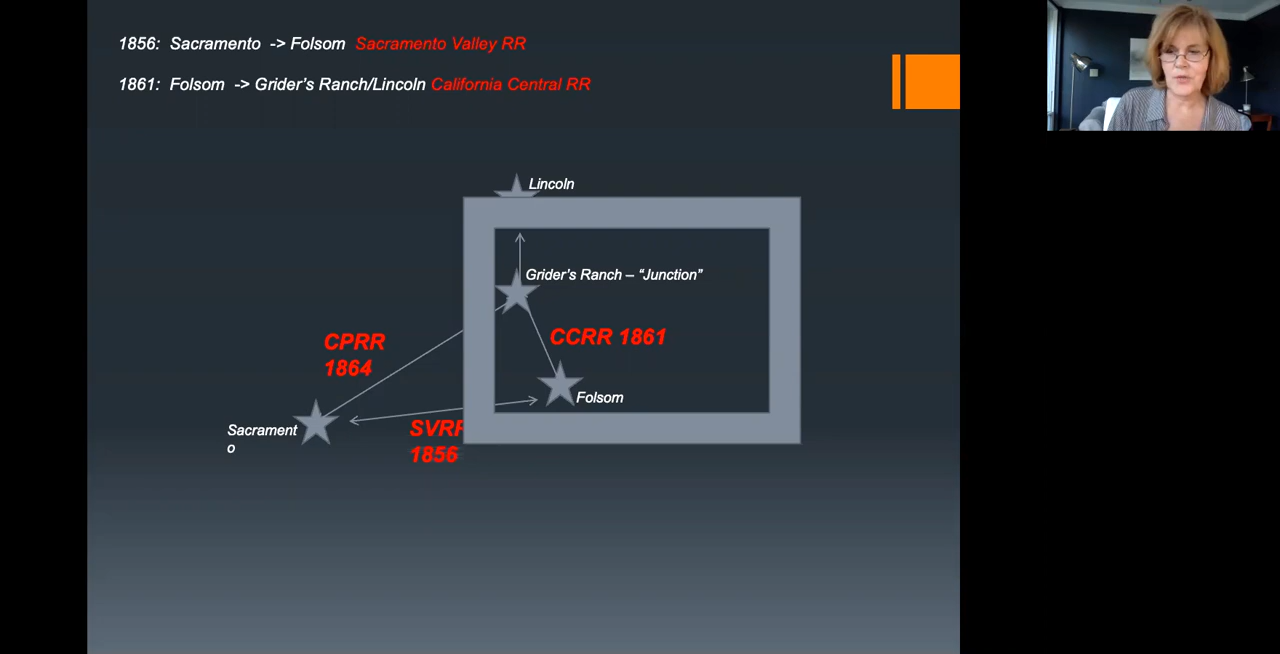 1856: Sacramento -> Folsom Sacramento Valley RR
1861: Folsom -> Grider's Ranch/Lincoln California Central RR
Lincoln
Grider's Ranch – "Junction"
CCRR 1861
CPRR
1864
Folsom
Sacrament
o
SVRR
1856